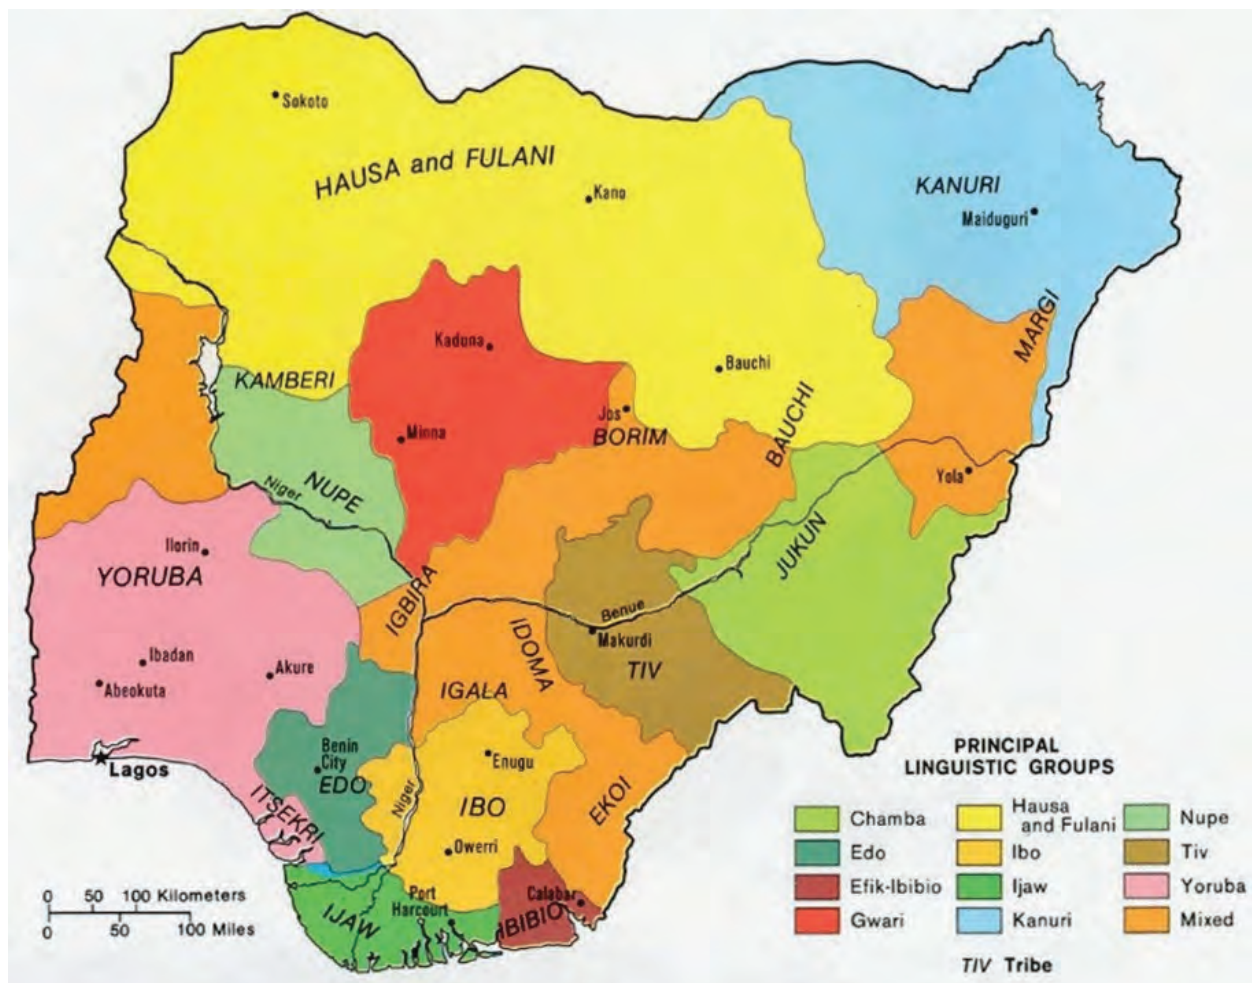 Sokoto
HAUSA and FULANI
Kano
KANURI
Maiduguri
MARGI
Kaduna
Bauchi
KAMBERI
Jos
BORIM
BAUCHI
Minna
Yola
NUPE
Niger
JUKUN
Ilorin
YORUBA
IGBIRA
Benue
Makurdi
IDOMA
TIV
Ibadan
Akure
Abeokuta
IGALA
Lagos
Benin
City
EDO
Enugu
IBO
Niger
EKOI
ITSEKRI
Owerri
Port
Harcourt
Calabar
IBIBIO
IJAW
0 50 100 Kilometers
0 50 100 Miles
PRINCIPAL
LINGUISTIC GROUPS
Chamba
Edo
Efik-Ibibio
Gwari
Hausa
and Fulani
Ibo
Ijaw
Kanuri
Nupe
Tiv
Yoruba
Mixed
TIV Tribe